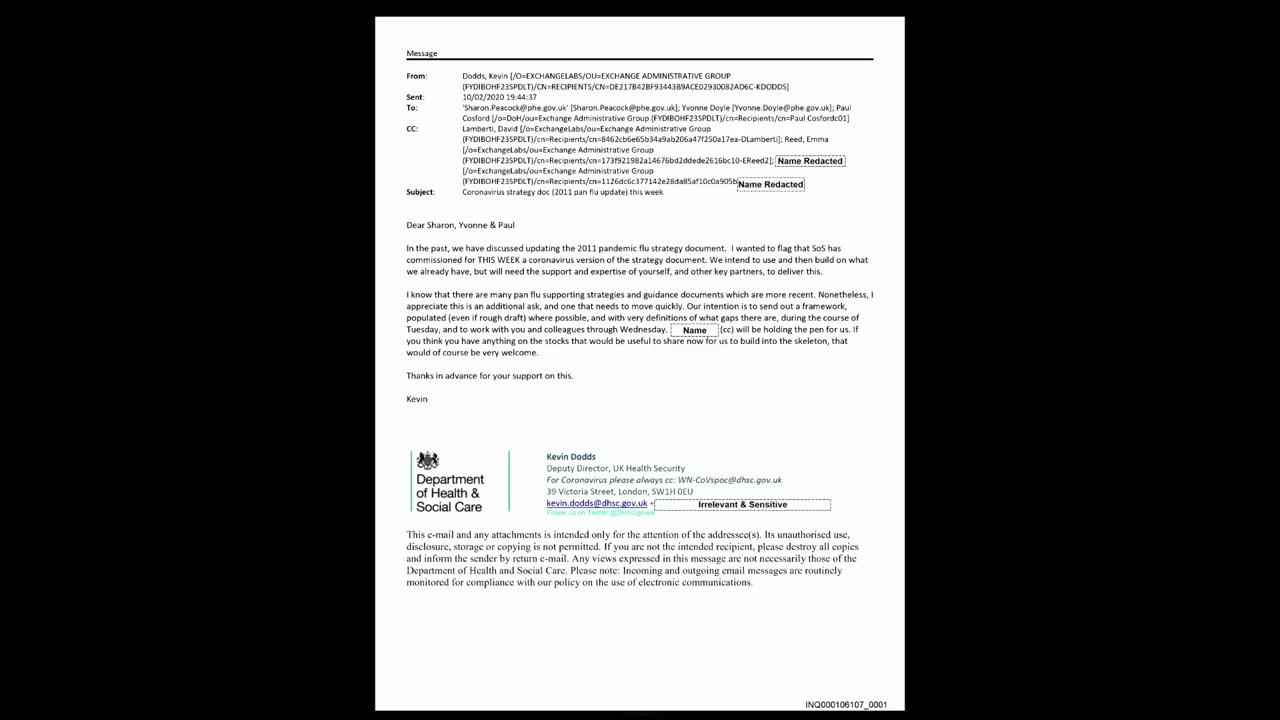 Message
From: Dodds, Kevin [/O=EXCHANGELABS/OU=EXCHANGE ADMINISTRATIVE GROUP
(FYDIBOHF23SPDLT)/CN=RECIPIENTS/CN=DE217B42BF93443B9ACE02930082AD6C-KDODDS]
Sent: 10/02/2020 19:44:37
To: 'Sharon.Peacock@phe.gov.uk' [Sharon.Peacock@phe.gov.uk]; Yvonne Doyle [Yvonne.Doyle@phe.gov.uk]; Paul
Cosford [/o=DoH/ou=Exchange Administrative Group (FYDIBOHF23SPDLT)/cn=Recipients/cn=Paul Cosfordc01]
CC: Lamberti, David [/o=ExchangeLabs/ou=Exchange Administrative Group
(FYDIBOHF23SPDLT)/cn=Recipients/cn=8462cb6e65b34a9ab206a47f250a17ea-DLamberti]; Reed, Emma
[/o=ExchangeLabs/ou=Exchange Administrative Group
(FYDIBOHF23SPDLT)/cn=Recipients/cn=173f921982a14676bd2ddede2616bc10-EReed2]; Name Redacted
[/o=ExchangeLabs/ou=Exchange Administrative Group
(FYDIBOHF23SPDLT)/cn=Recipients/cn=1126dc6c377142e28da85af10c0a905b Name Redacted
Subject: Coronavirus strategy doc (2011 pan flu update) this week
Dear Sharon, Yvonne & Paul
In the past, we have discussed updating the 2011 pandemic flu strategy document. I wanted to flag that SoS has
commissioned for THIS WEEK a coronavirus version of the strategy document. We intend to use and then build on what
we already have, but will need the support and expertise of yourself, and other key partners, to deliver this.
I know that there are many pan flu supporting strategies and guidance documents which are more recent. Nonetheless, I
appreciate this is an additional ask, and one that needs to move quickly. Our intention is to send out a framework,
populated (even if rough draft) where possible, and with very definitions of what gaps there are, during the course of
Tuesday, and to work with you and colleagues through Wednesday. Name (cc) will be holding the pen for us. If
you think you have anything on the stocks that would be useful to share now for us to build into the skeleton, that
would of course be very welcome.
Thanks in advance for your support on this.
Kevin
Department
of Health &
Social Care
Kevin Dodds
Deputy Director, UK Health Security
For Coronavirus please always cc: WN-CoVspoc@dhsc.gov.uk
39 Victoria Street, London, SW1H 0EU
kevin.dodds@dhsc.gov.uk + Irrelevant & Sensitive
Follow us on Twitter @DHSCgovuk
This e-mail and any attachments is intended only for the attention of the addressee(s). Its unauthorised use,
disclosure, storage or copying is not permitted. If you are not the intended recipient, please destroy all copies
and inform the sender by return e-mail. Any views expressed in this message are not necessarily those of the
Department of Health and Social Care. Please note: Incoming and outgoing email messages are routinely
monitored for compliance with our policy on the use of electronic communications.
INQ000106107_0001